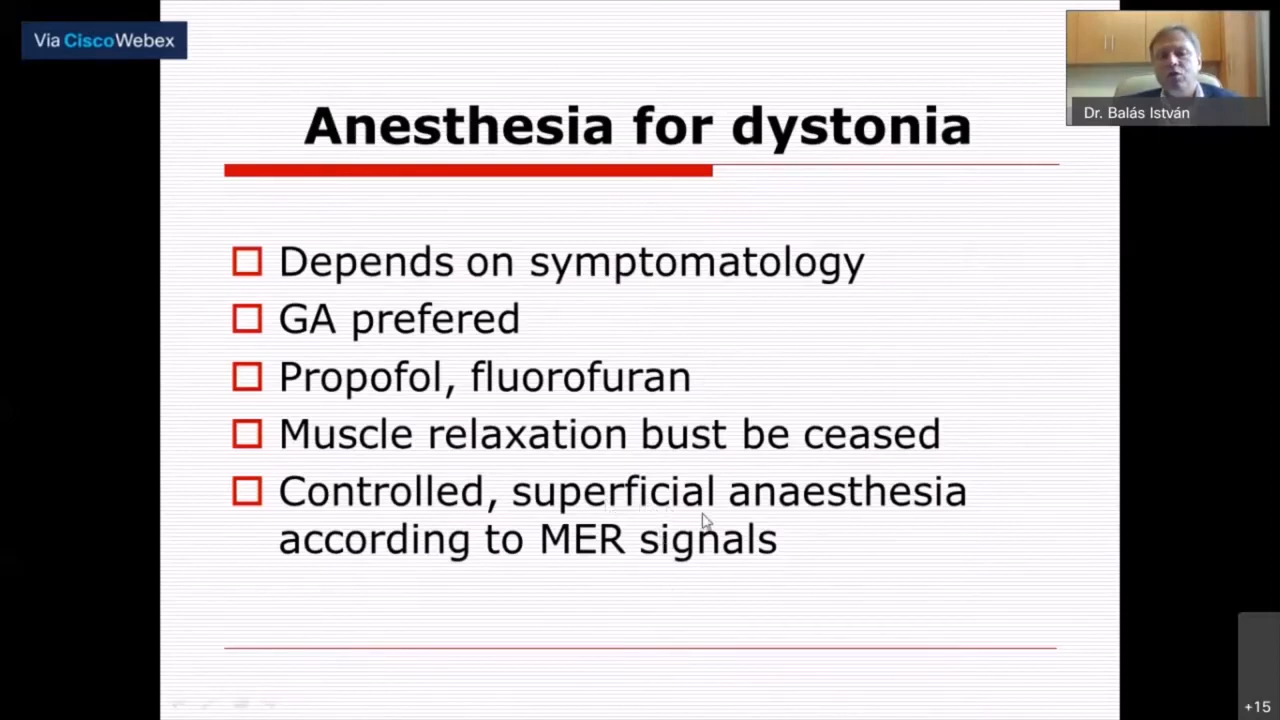 Via CiscoWebex
Dr. Balás István
Anesthesia for dystonia
Depends on symptomatology
GA prefered
Propofol, fluorofuran
Muscle relaxation bust be ceased
Controlled, superficial anaesthesia
according to MER signals
+15